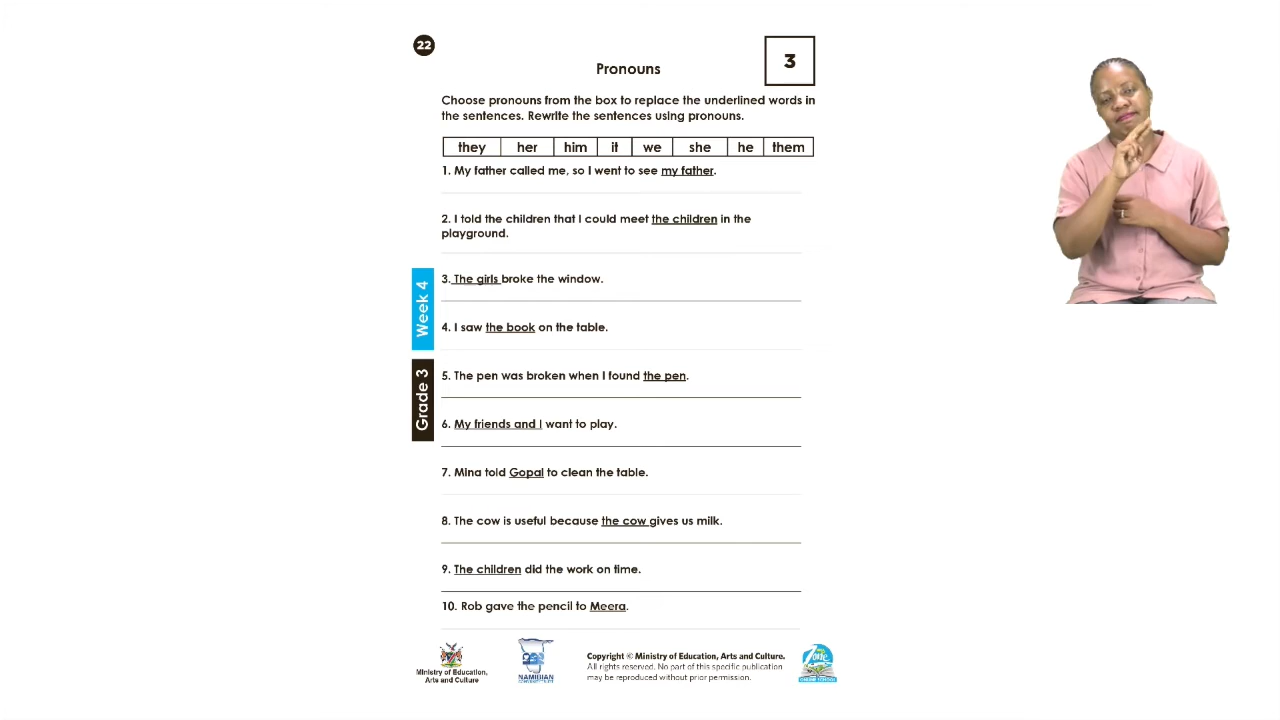 22
3
Pronouns
Choose pronouns from the box to replace the underlined words in
the sentences. Rewrite the sentences using pronouns.
they her him it we she he them
1. My father called me, so I went to see my father.
2. I told the children that I could meet the children in the
playground.
3. The girls broke the window.
4. I saw the book on the table.
5. The pen was broken when I found the pen.
6. My friends and I want to play.
7. Mina told Gopal to clean the table.
8. The cow is useful because the cow gives us milk.
9. The children did the work on time.
10. Rob gave the pencil to Meera.
Week 4
Grade 3
Ministry of Education,
Arts and Culture
NAMIBIAN
Copyright © Ministry of Education, Arts and Culture.
All rights reserved. No part of this specific publication
may be reproduced without prior permission.
Zone
ONLINE SCHOOL